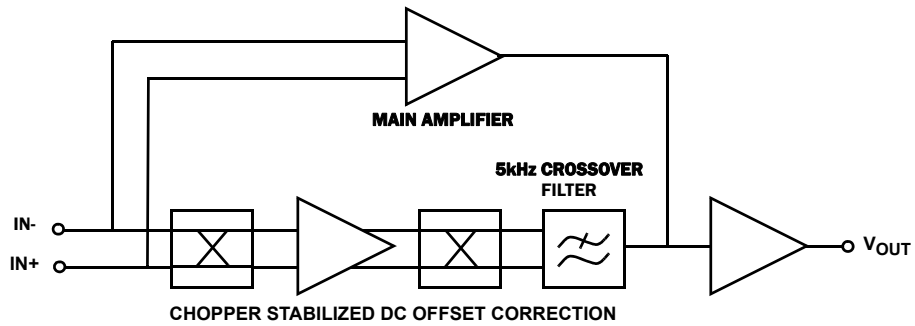 MAIN AMPLIFIER
5kHz CROSSOVER
FILTER
IN-
IN+
VOUT
CHOPPER STABILIZED DC OFFSET CORRECTION